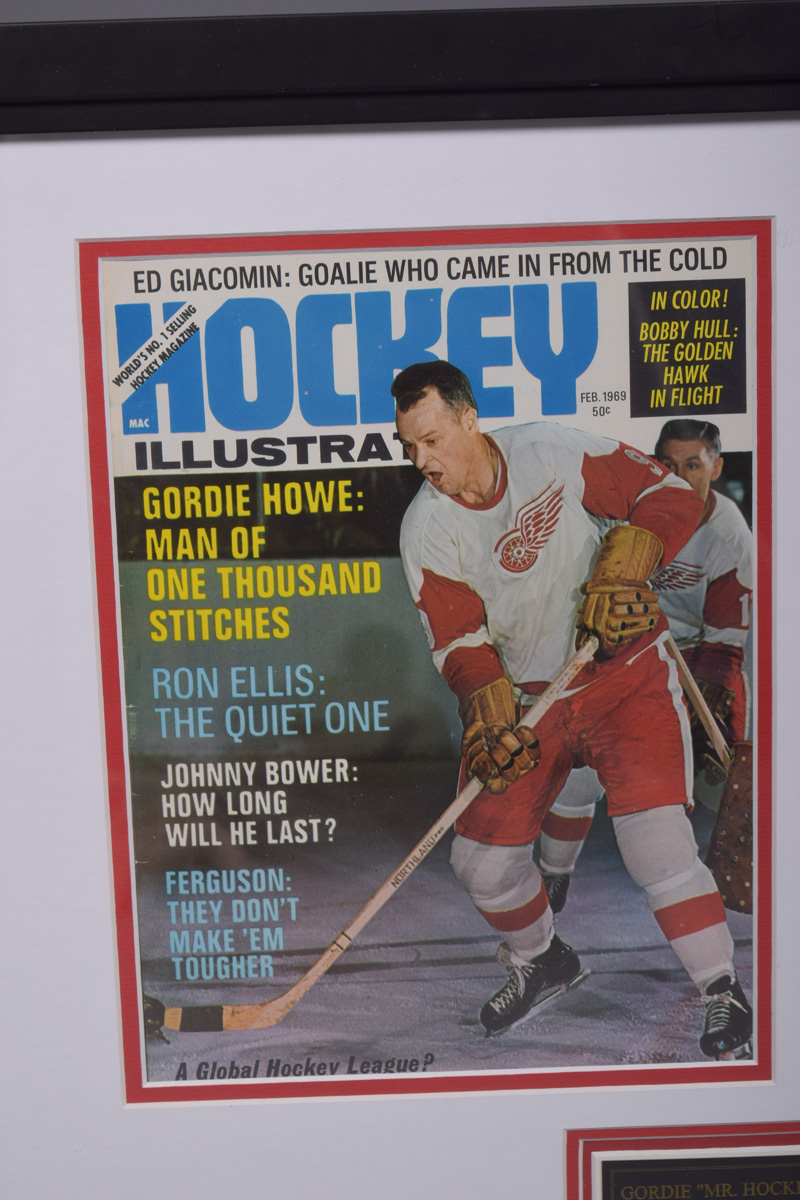 ED GIACOMIN: GOALIE WHO CAME IN FROM THE COLD
WORLD'S NO. 1 SELLING
HOCKEY MAGAZINE
HOCKEY
MAC
ILLUSTRAT
FEB. 1969
50¢
IN COLOR!
BOBBY HULL:
THE GOLDEN
HAWK
IN FLIGHT
GORDIE HOWE:
MAN OF
ONE THOUSAND
STITCHES
RON ELLIS:
THE QUIET ONE
JOHNNY BOWER:
HOW LONG
WILL HE LAST?
FERGUSON:
THEY DON'T
MAKE 'EM
TOUGHER
9
1
NORTHLAND
A Global Hockey League?
GORDIE "MR. HOCKE